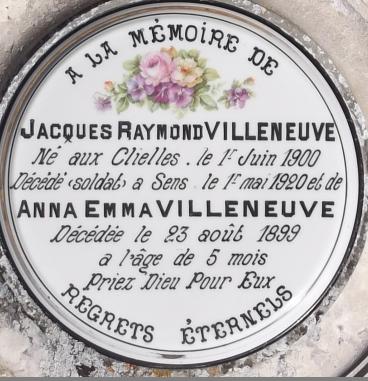 A LA MÉMOIRE DE
JACQUES RAYMOND VILLENEUVE
Né aux Clielles . le 1er Juin 1900
Décédé (soldat) a Sens le 1er mai 1920 et de
ANNA EMMA VILLENEUVE
Décédée le 23 août 1899
a l'âge de 5 mois
Priez Dieu Pour Eux
REGRETS ÉTERNELS